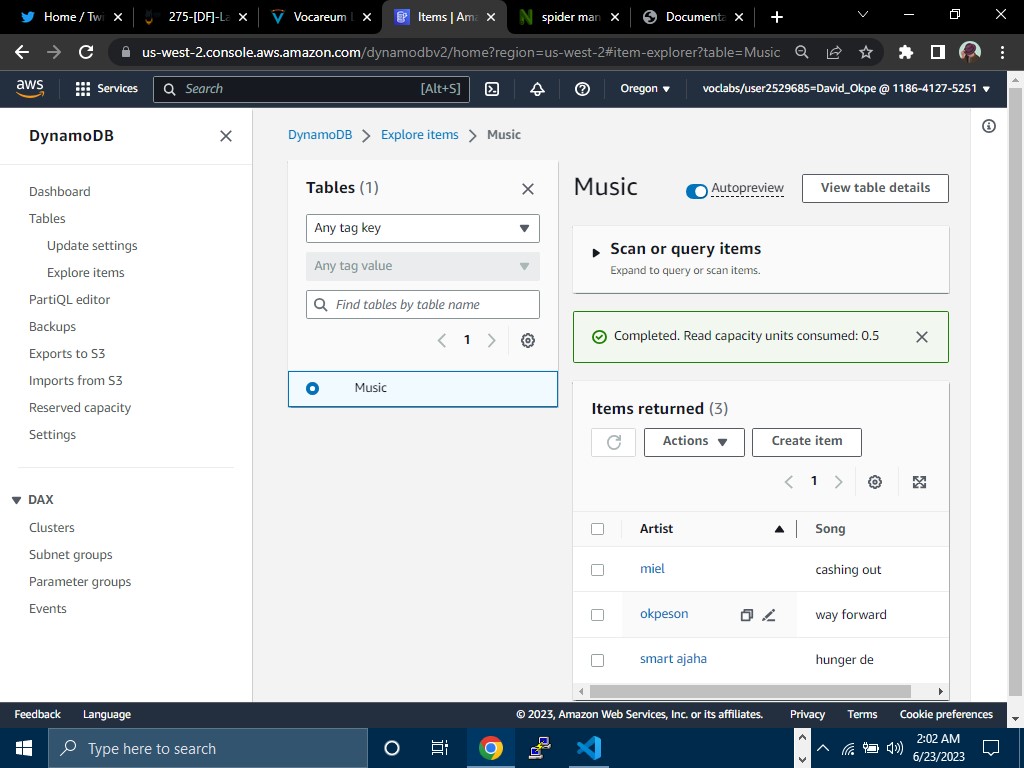 Home / Tw
275-[DF]-La
Vocareum
Items | Ama
spider man
Documenta
us-west-2.console.aws.amazon.com/dynamodbv2/home?region=us-west-2#item-explorer?table=Music
aws
Services
Search
[Alt+S]
Oregon
voclabs/user2529685=David_Okpe @ 1186-4127-5251
DynamoDB
Dashboard
Tables
Update settings
Explore items
PartiQL editor
Backups
Exports to S3
Imports from S3
Reserved capacity
Settings
DAX
Clusters
Subnet groups
Parameter groups
Events
DynamoDB
Explore items
Music
Tables (1)
Any tag key
Any tag value
Find tables by table name
1
Music
Music
Autopreview
View table details
Scan or query items
Expand to query or scan items.
Completed. Read capacity units consumed: 0.5
Items returned (3)
Actions
Create item
1
Artist
Song
miel
cashing out
okpeson
way forward
smart ajaha
hunger de
Feedback
Language
© 2023, Amazon Web Services, Inc. or its affiliates.
Privacy
Terms
Cookie preferences
Type here to search
2:02 AM
6/23/2023